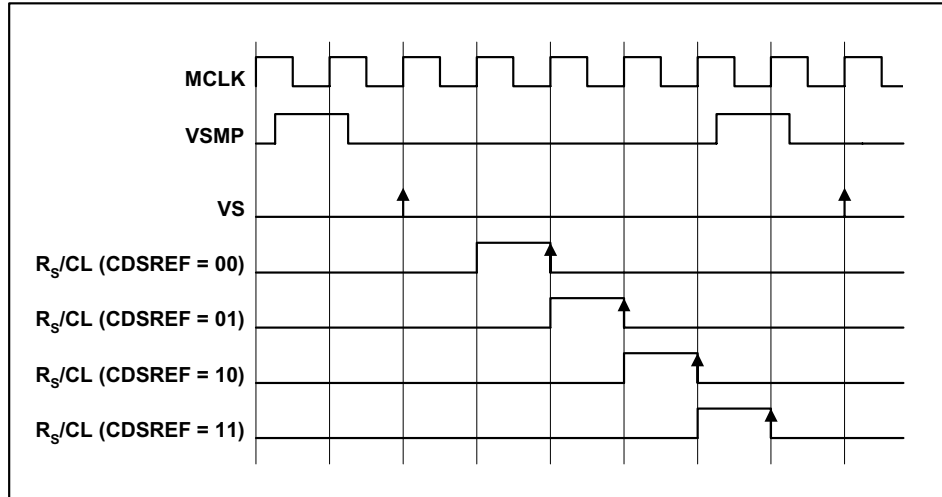 MCLK
VSMP
VS
R_S/CL (CDSREF = 00)
R_S/CL (CDSREF = 01)
R_S/CL (CDSREF = 10)
R_S/CL (CDSREF = 11)